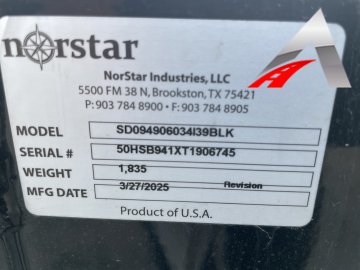 norstar
NorStar Industries, LLC
5500 FM 38 N, Brookston, TX 75421
P: 903 784 8900 • F: 903 784 8905
MODEL SD094906034I39BLK
SERIAL # 50HSB941XT1906745
WEIGHT 1,835
MFG DATE 3/27/2025 Revision
Product of U.S.A.